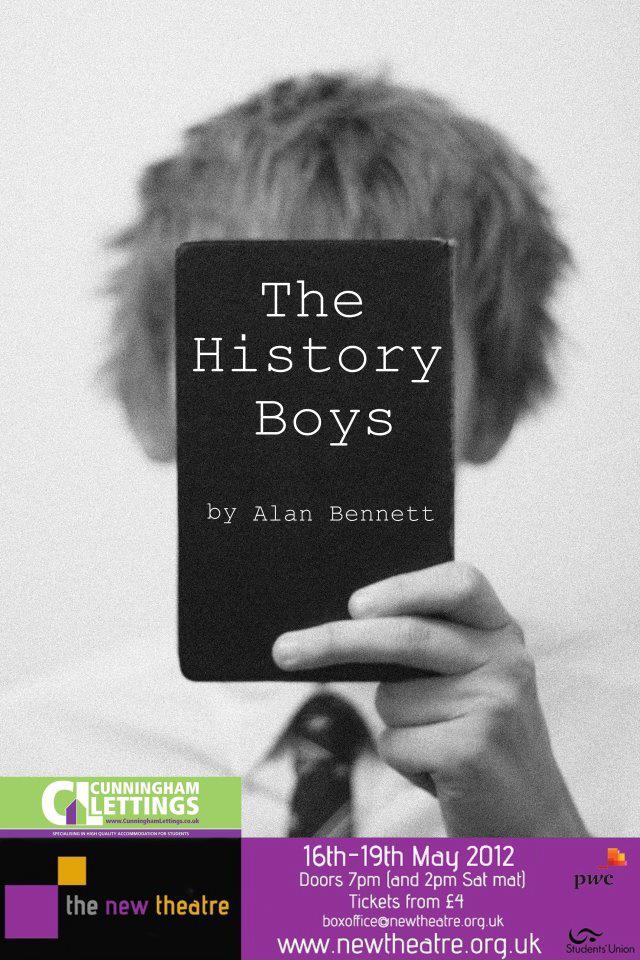 The
History
Boys
by Alan Bennett
CL CUNNINGHAM
LETTINGS
www.CunninghamLettings.co.uk
SPECIALISING IN HIGH QUALITY ACCOMMODATION FOR STUDENTS
the new theatre
16th-19th May 2012
Doors 7pm (and 2pm Sat mat)
Tickets from £4
boxoffice@newtheatre.org.uk
www.newtheatre.org.uk
pwc
Students' Union